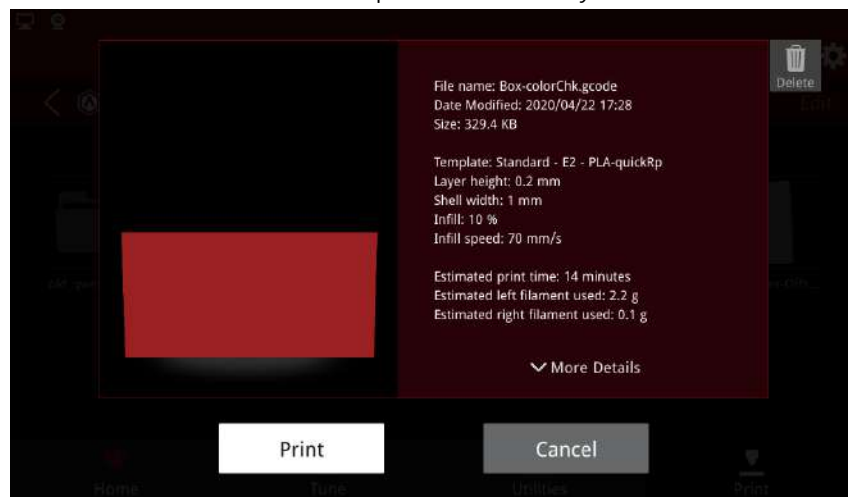 Delete
File name: Box-colorChk.gcode
Date Modified: 2020/04/22 17:28
Size: 329.4 KB
Edit
Template: Standard - E2 - PLA-quickRp
Layer height: 0.2 mm
Shell width: 1 mm
Infill: 10 %
Infill speed: 70 mm/s
Estimated print time: 14 minutes
Estimated left filament used: 2.2 g
Estimated right filament used: 0.1 g
More Details
Print
Cancel
Home
Tune
Utilities
Print